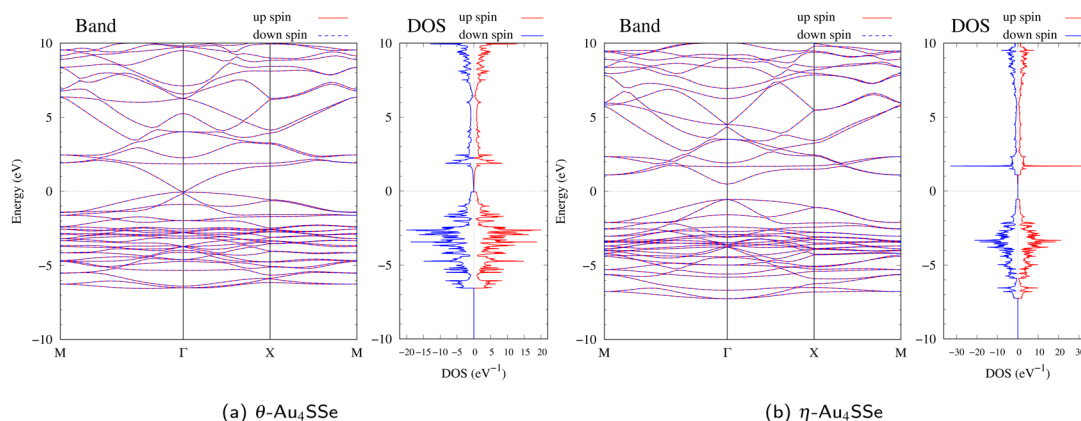 up spin
Band
down spin
Energy (eV)
10
5
0
−5
−10
M Γ X M
up spin
DOS
down spin
−20 −15 −10 −5 0 5 10 15 20
DOS (eV⁻¹)
(a) θ-Au₄SSe
up spin
Band
down spin
Energy (eV)
10
5
0
−5
−10
M Γ X M
up spin
DOS
down spin
−30 −20 −10 0 10 20 30
DOS (eV⁻¹)
(b) η-Au₄SSe